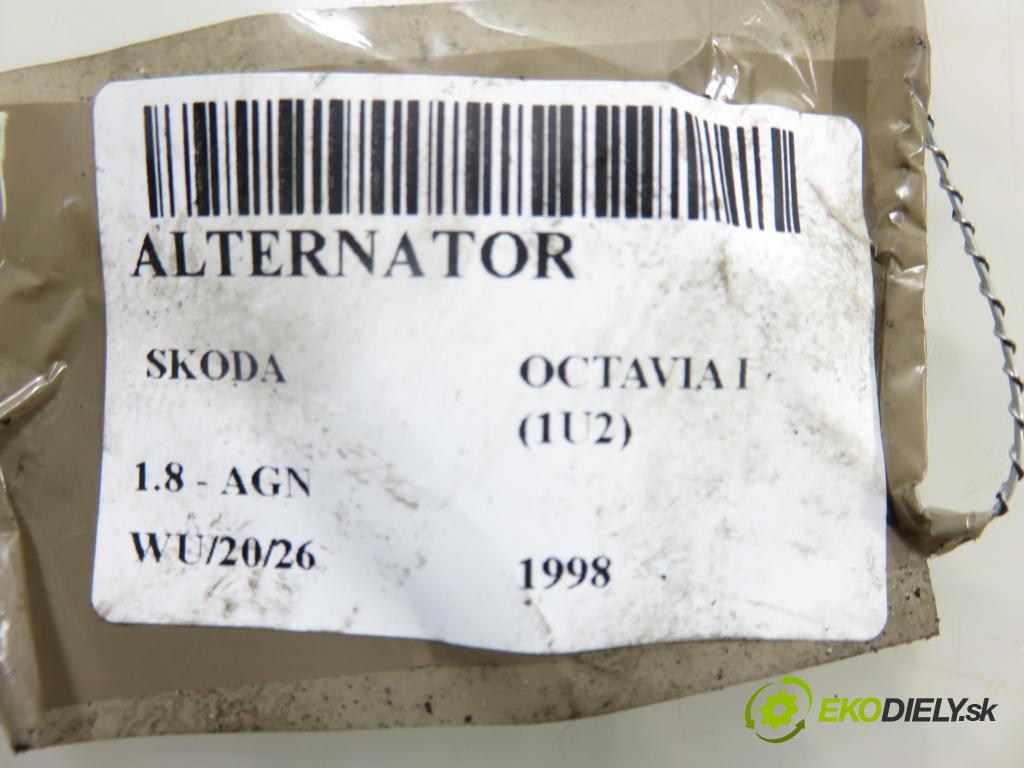 ALTERNATOR
SKODA OCTAVIA I
(1U2)
1.8 - AGN
WU/20/26 1998
EKODIELY.sk